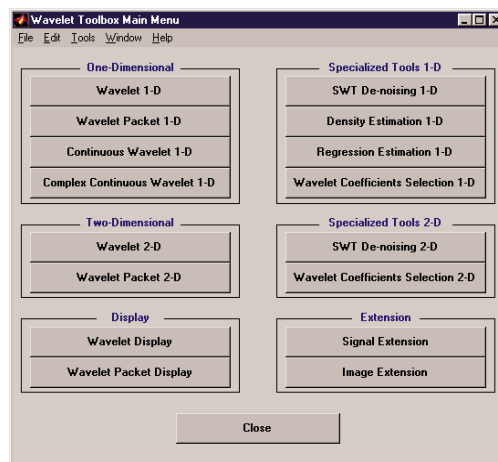 Wavelet Toolbox Main Menu
File Edit Tools Window Help
One-Dimensional
Wavelet 1-D
Wavelet Packet 1-D
Continuous Wavelet 1-D
Complex Continuous Wavelet 1-D
Specialized Tools 1-D
SWT De-noising 1-D
Density Estimation 1-D
Regression Estimation 1-D
Wavelet Coefficients Selection 1-D
Two-Dimensional
Wavelet 2-D
Wavelet Packet 2-D
Specialized Tools 2-D
SWT De-noising 2-D
Wavelet Coefficients Selection 2-D
Display
Wavelet Display
Wavelet Packet Display
Extension
Signal Extension
Image Extension
Close